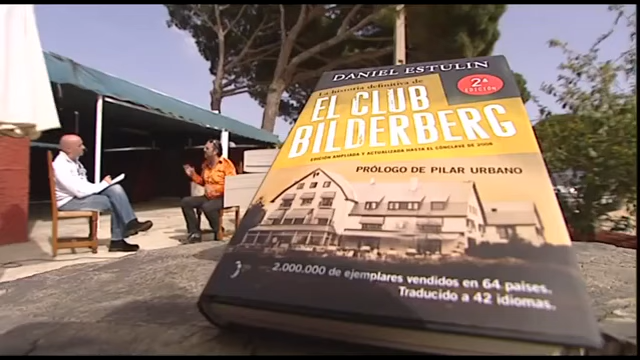 DANIEL ESTULIN
La historia definitiva de
EL CLUB
BILDERBERG
2ª
EDICIÓN
EDICIÓN AMPLIADA Y ACTUALIZADA HASTA EL CÓNCLAVE DE 2008
PRÓLOGO DE PILAR URBANO
2.000.000 de ejemplares vendidos en 64 países.
Traducido a 42 idiomas.